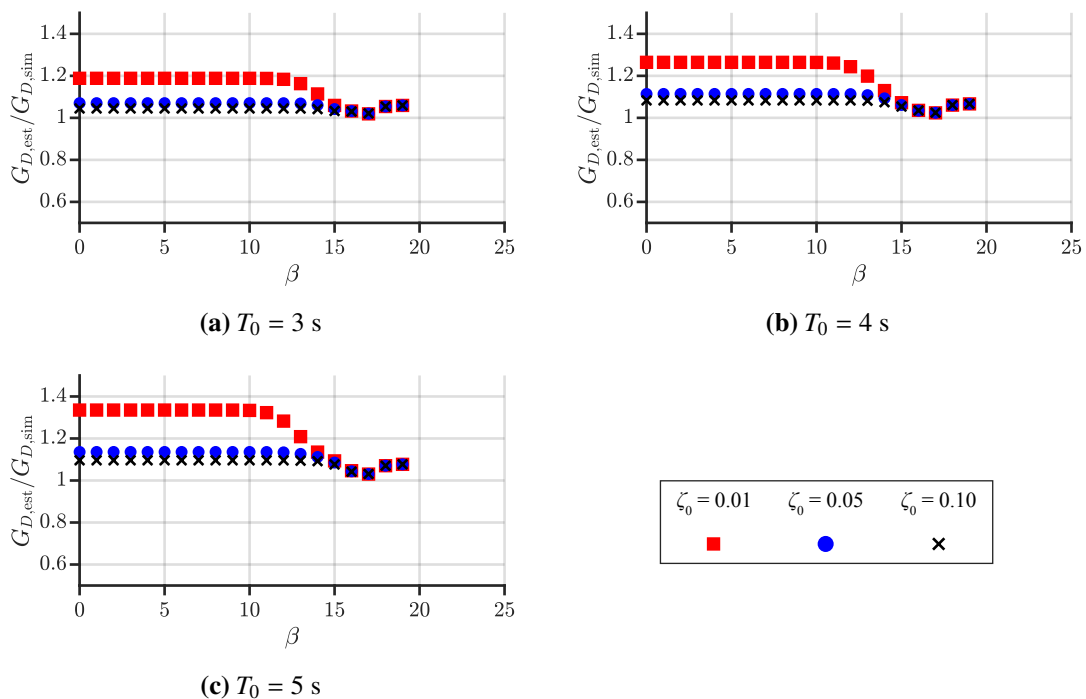 1.4
1.2
1
0.8
0.6
G_{D,est}/G_{D,sim}
0 5 10 15 20 25
β
(a) T_0 = 3 s
1.4
1.2
1
0.8
0.6
G_{D,est}/G_{D,sim}
0 5 10 15 20 25
β
(b) T_0 = 4 s
1.4
1.2
1
0.8
0.6
G_{D,est}/G_{D,sim}
0 5 10 15 20 25
β
(c) T_0 = 5 s
ζ_0 = 0.01 ζ_0 = 0.05 ζ_0 = 0.10